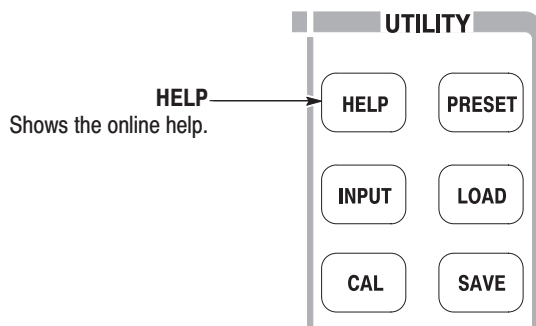 UTILITY
HELP
Shows the online help.
HELP PRESET
INPUT LOAD
CAL SAVE